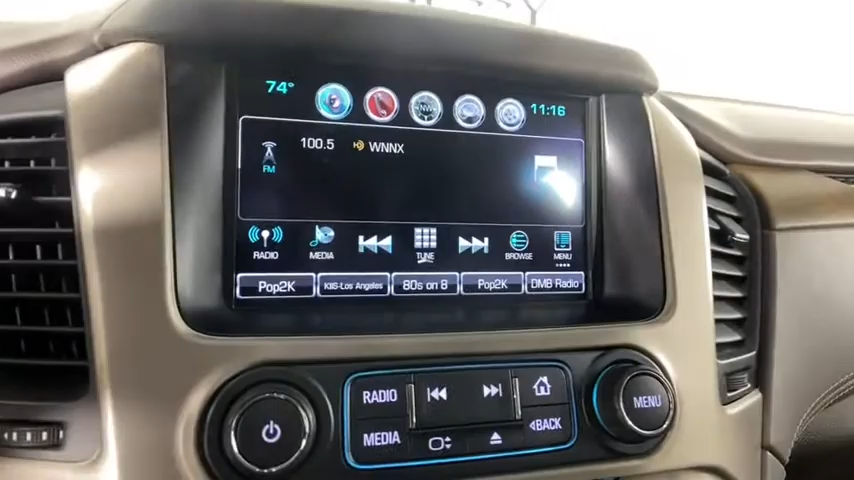 74° NW 11:16
100.5 WNNX
FM
RADIO MEDIA TUNE BROWSE MENU
Pop2K KIIS-Los Angeles 80s on 8 Pop2K DMB Radio
RADIO MENU
MEDIA BACK